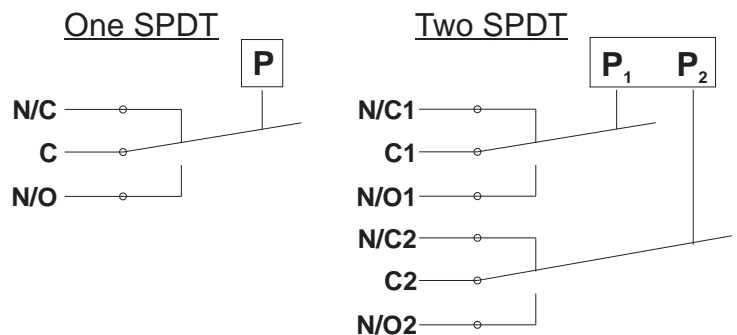 One SPDT
P
N/C
C
N/O
Two SPDT
P1 P2
N/C1
C1
N/O1
N/C2
C2
N/O2